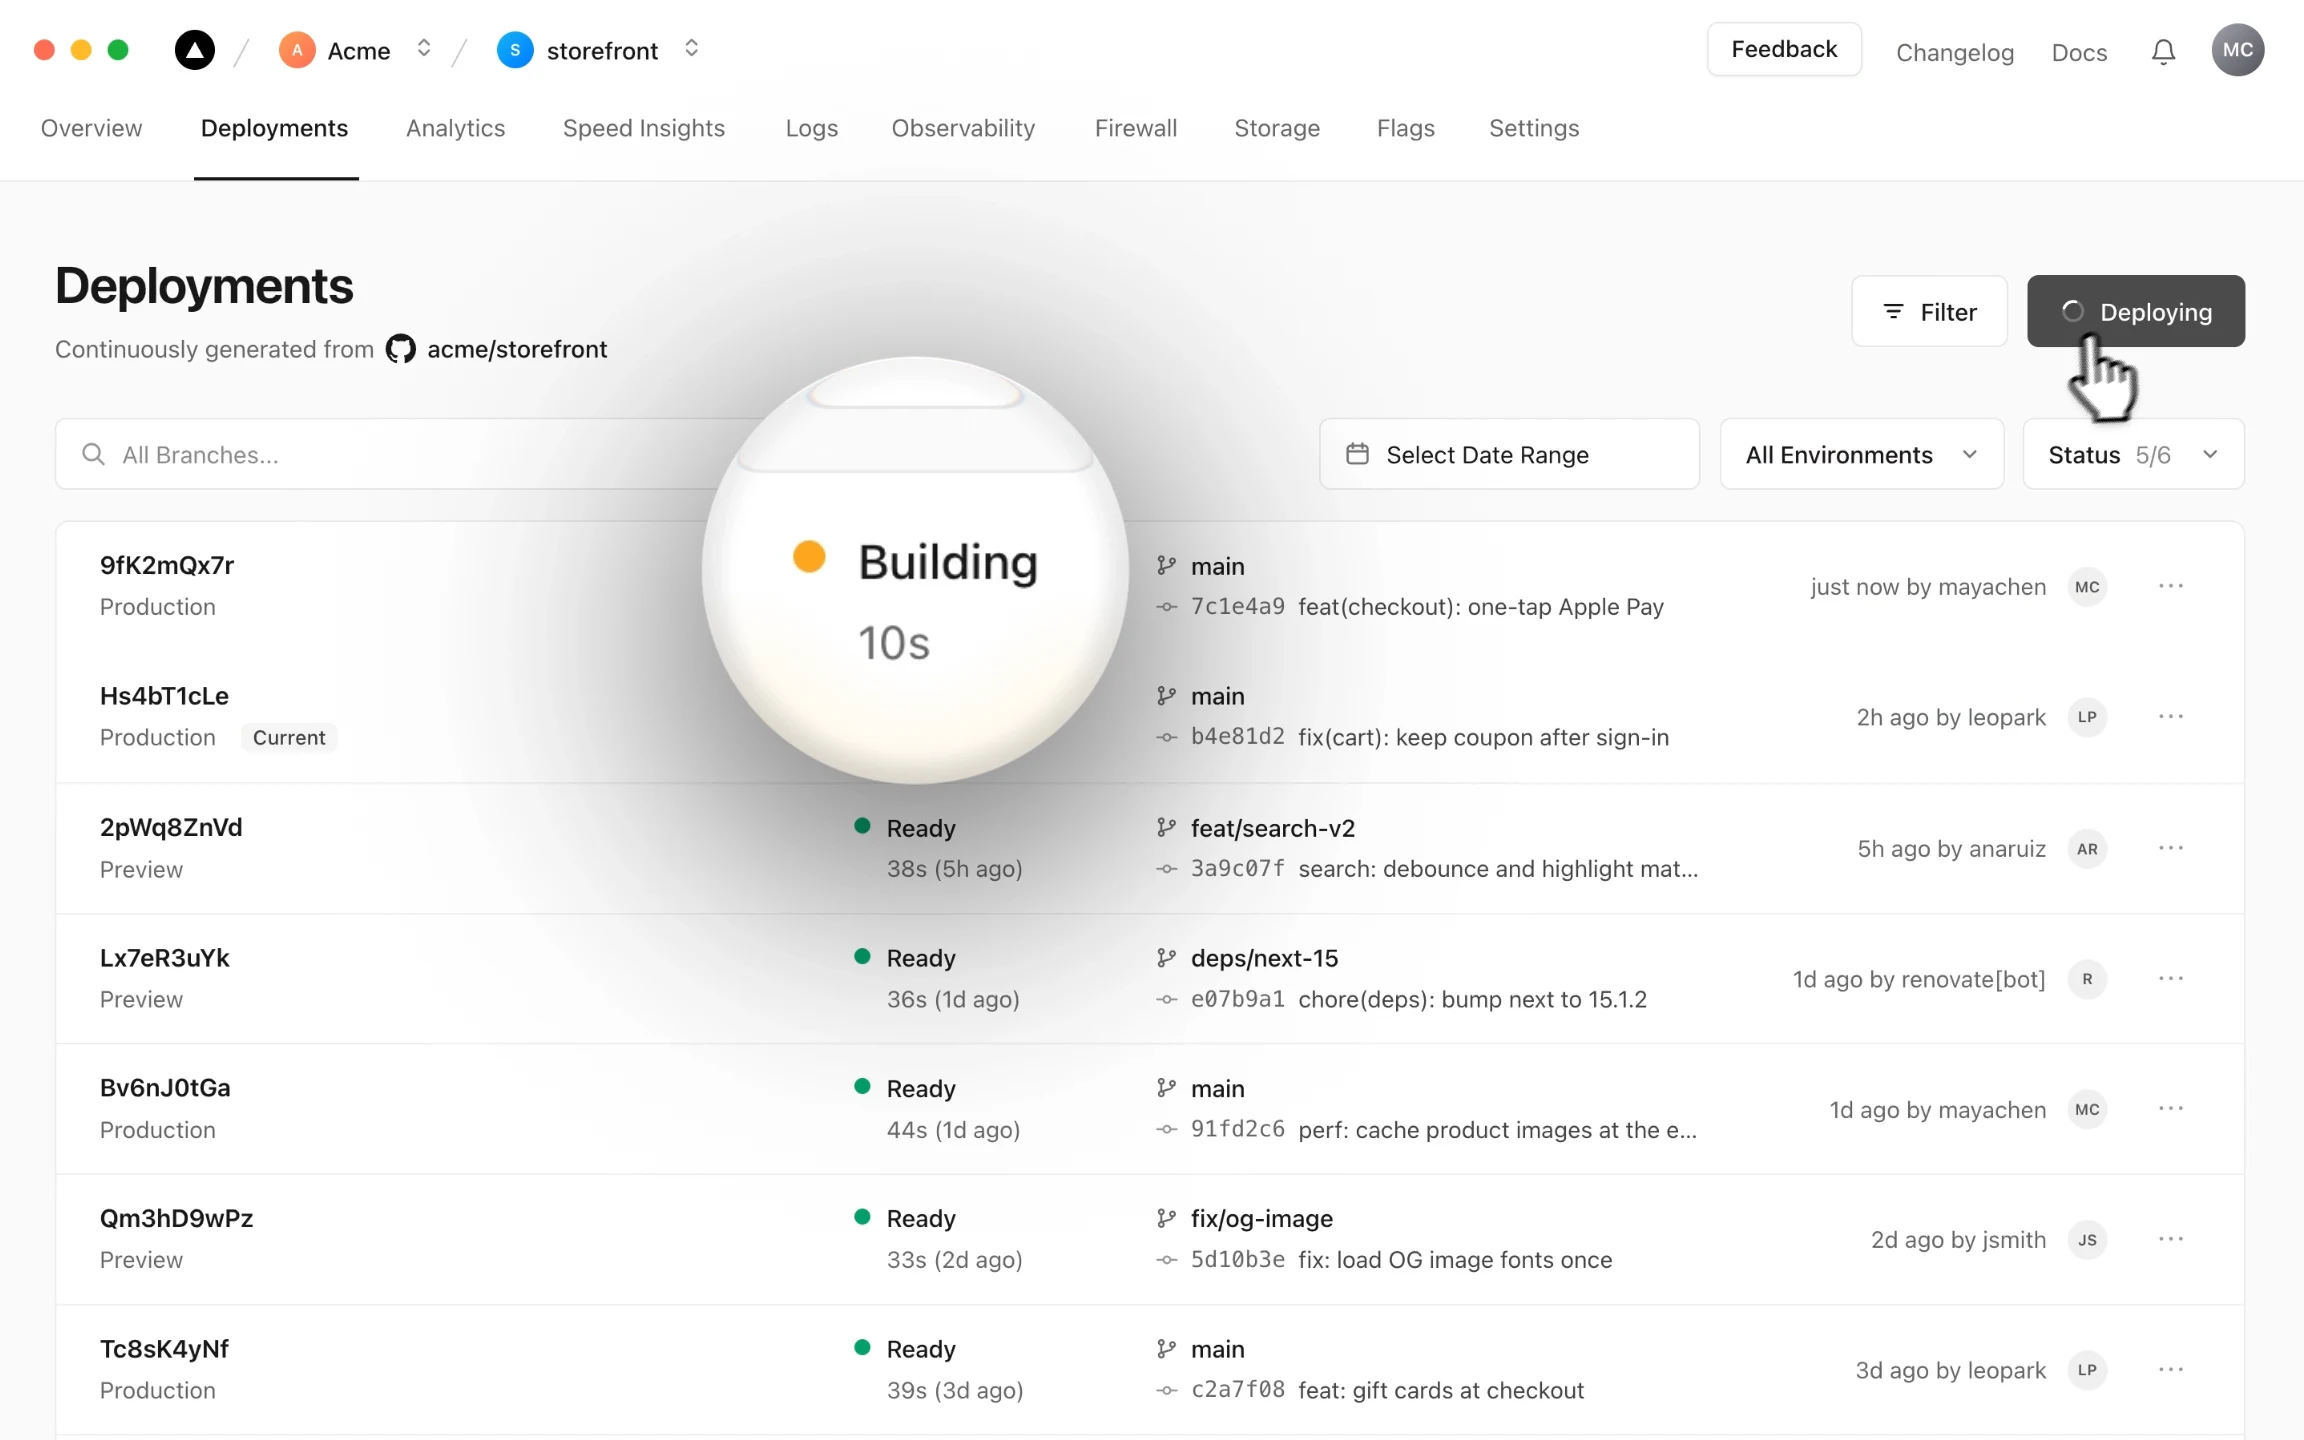 A Acme S storefront Feedback Changelog Docs MC
Overview Deployments Analytics Speed Insights Logs Observability Firewall Storage Flags Settings
Deployments
Continuously generated from acme/storefront
Filter Deploying
All Branches... Select Date Range All Environments Status 5/6
9fK2mQx7r Building main
Production 10s 7c1e4a9 feat(checkout): one-tap Apple Pay just now by mayachen MC ...
Hs4bT1cLe main
Production Current b4e81d2 fix(cart): keep coupon after sign-in 2h ago by leopark LP ...
2pWq8ZnVd Ready feat/search-v2
Preview 38s (5h ago) 3a9c07f search: debounce and highlight mat... 5h ago by anaruiz AR ...
Lx7eR3uYk Ready deps/next-15
Preview 36s (1d ago) e07b9a1 chore(deps): bump next to 15.1.2 1d ago by renovate[bot] R ...
Bv6nJ0tGa Ready main
Production 44s (1d ago) 91fd2c6 perf: cache product images at the e... 1d ago by mayachen MC ...
Qm3hD9wPz Ready fix/og-image
Preview 33s (2d ago) 5d10b3e fix: load OG image fonts once 2d ago by jsmith JS ...
Tc8sK4yNf Ready main
Production 39s (3d ago) c2a7f08 feat: gift cards at checkout 3d ago by leopark LP ...